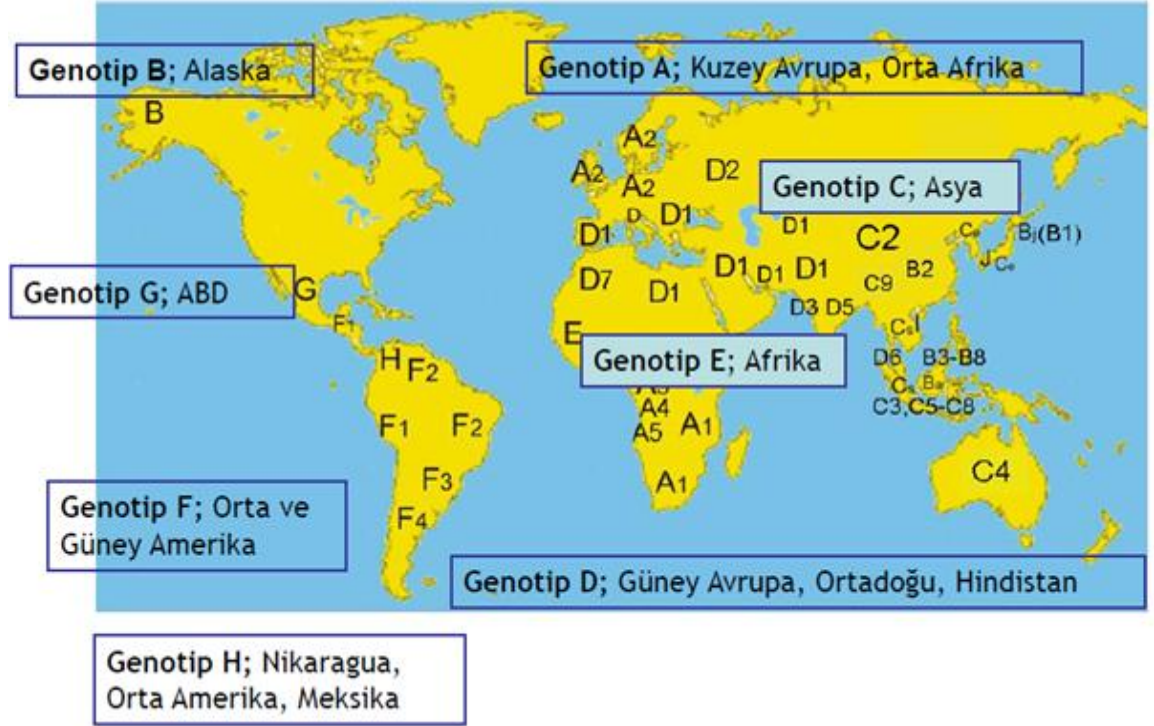 Genotip B; Alaska
Genotip A; Kuzey Avrupa, Orta Afrika
B
A2
A2
A2
D2
Genotip C; Asya
D
D1
D1
D1
C2
Bj(B1)
J
D1
D1
D1
B2
C9
D7
D1
Genotip G; ABD
G
D3
D5
F1
E
I
Genotip E; Afrika
D6
B3-B8
H
F2
C3,C5-C8
A4
A5
A1
F1
F2
A1
F3
C4
F4
Genotip F; Orta ve
Güney Amerika
Genotip D; Güney Avrupa, Ortadoğu, Hindistan
Genotip H; Nikaragua,
Orta Amerika, Meksika